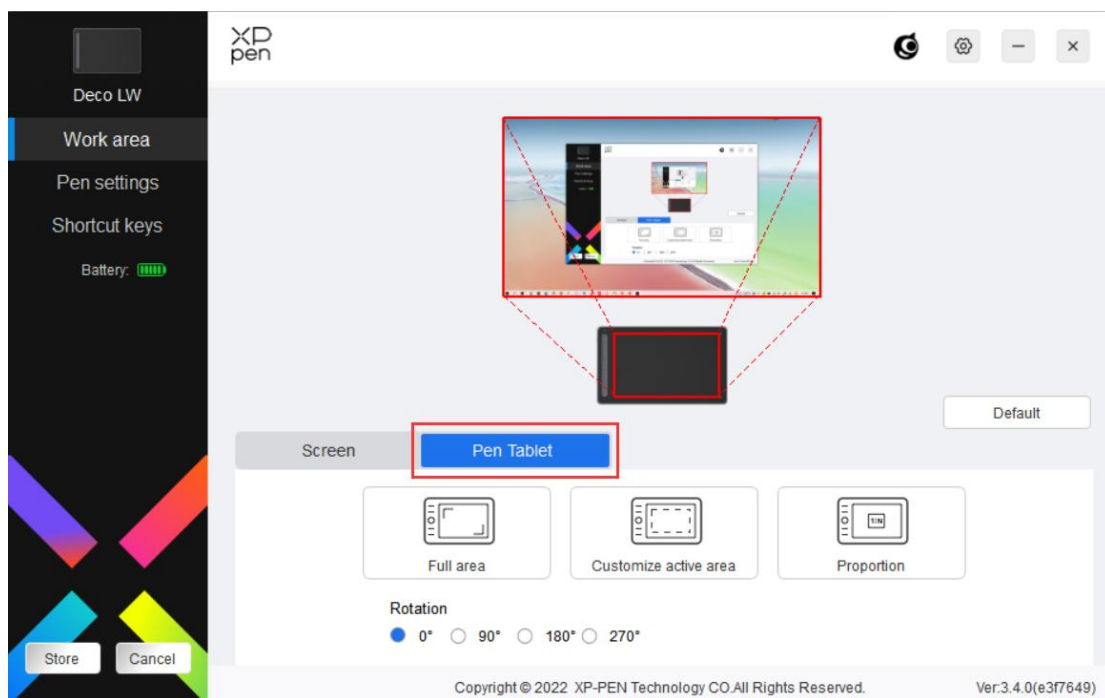 XP
pen
Deco LW
Work area
Pen settings
Shortcut keys
Battery:
Default
Screen
Pen Tablet
Full area
Customize active area
1:N
Proportion
Rotation
0° 90° 180° 270°
Store
Cancel
Copyright © 2022 XP-PEN Technology CO.All Rights Reserved.
Ver:3.4.0(e3f7649)